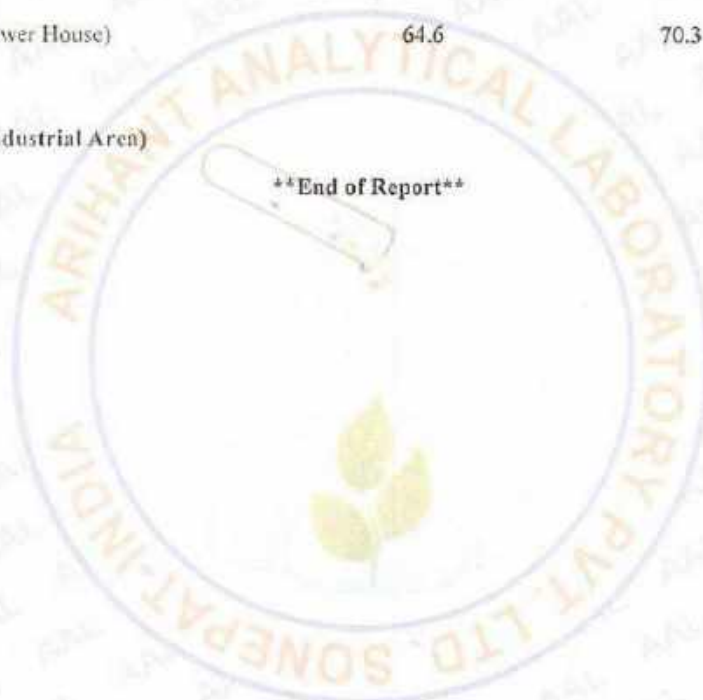 wer House) 64.6 70.3
dustrial Area)
**End of Report**
ARIHANT ANALYTICAL LABORATORY PVT. LTD. SONEPAT-INDIA